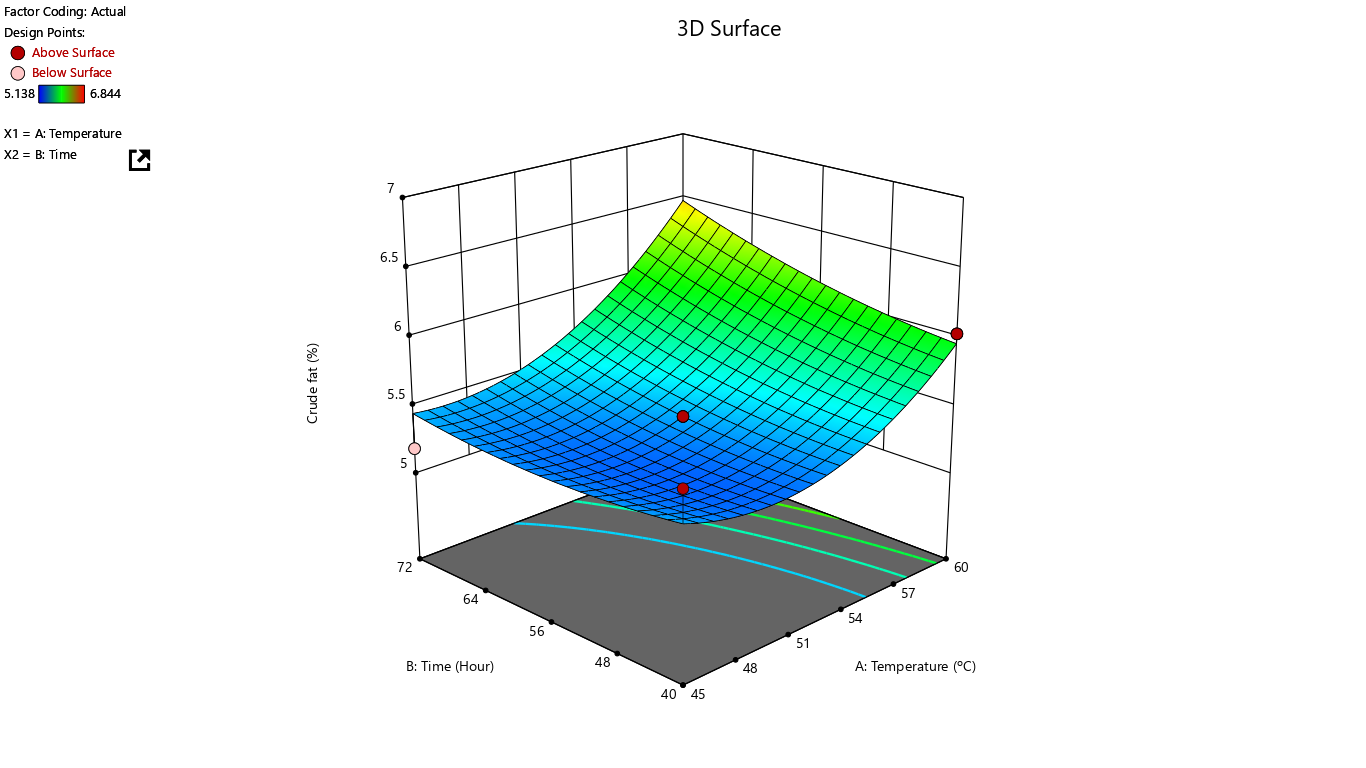 Factor Coding: Actual
3D Surface
Design Points:
Above Surface
Below Surface
5.138 6.844
X1 = A: Temperature
X2 = B: Time
7
6.5
6
5.5
5
Crude fat (%)
72
64
56
48
40
B: Time (Hour)
60
57
54
51
48
45
A: Temperature (ºC)